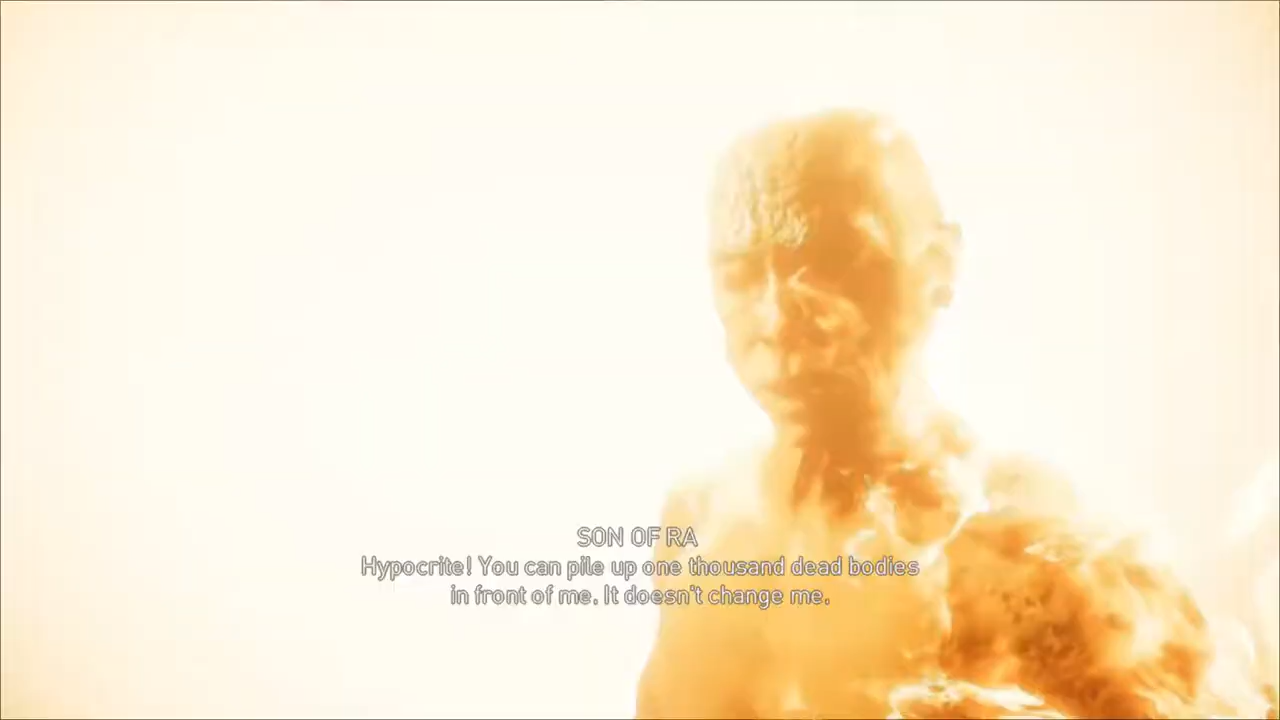 SON OF RA
Hypocrite! You can pile up one thousand dead bodies
in front of me. It doesn't change me.